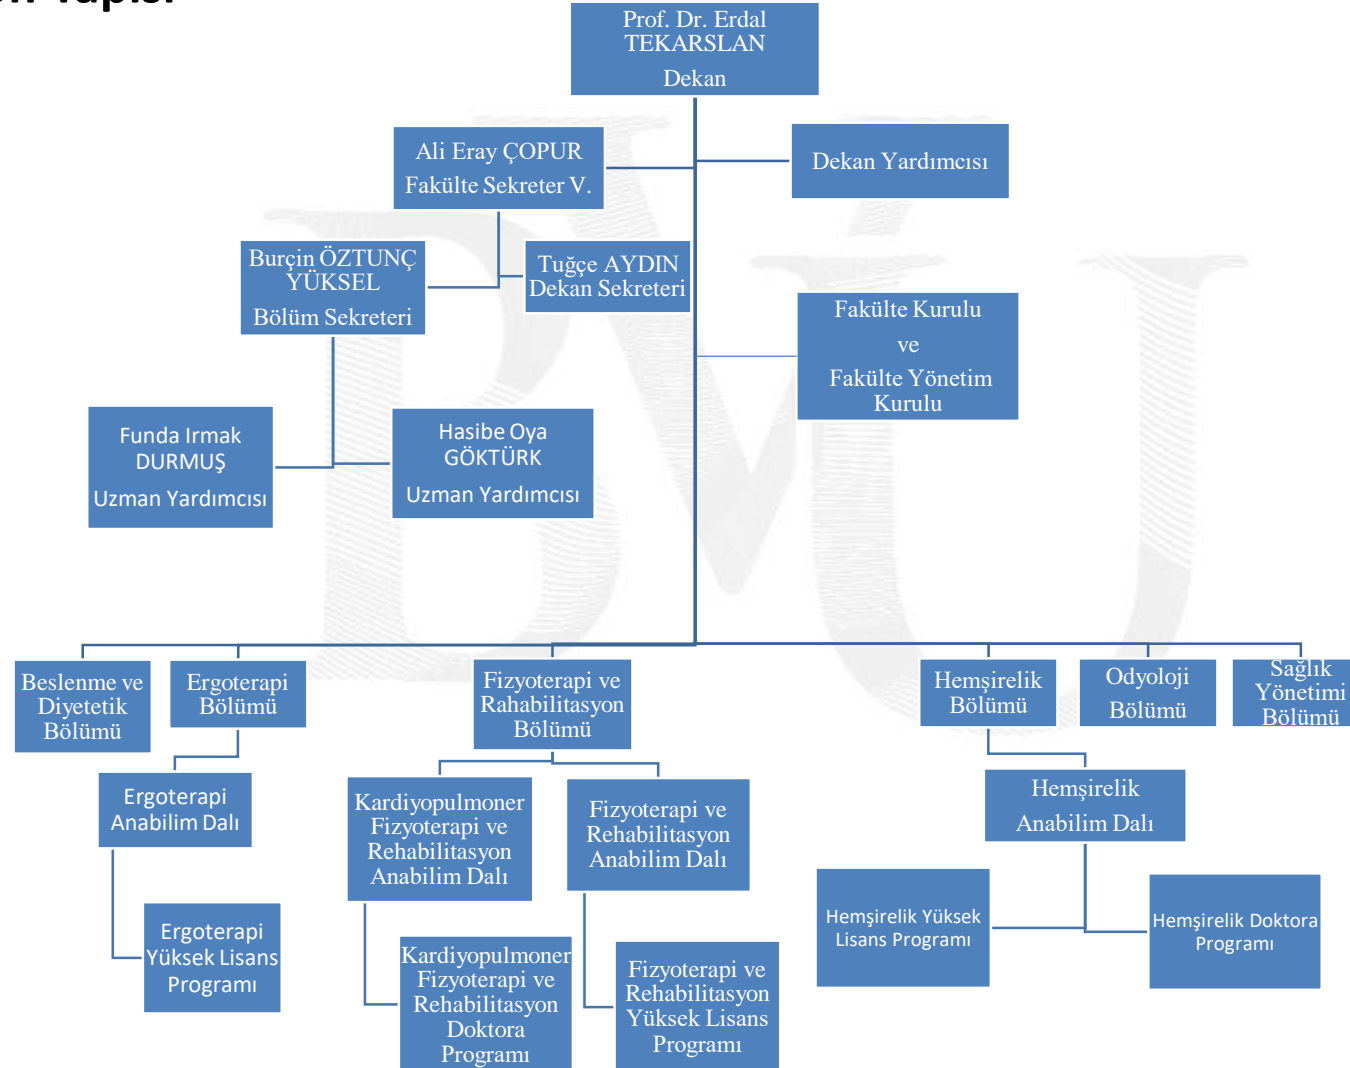 Prof. Dr. Erdal
TEKARSLAN
Dekan
Ali Eray ÇOPUR
Fakülte Sekreter V.
Dekan Yardımcısı
Burçin ÖZTUNÇ
YÜKSEL
Bölüm Sekreteri
Tuğçe AYDIN
Dekan Sekreteri
Fakülte Kurulu
ve
Fakülte Yönetim
Kurulu
Funda Irmak
DURMUŞ
Uzman Yardımcısı
Hasibe Oya
GÖKTÜRK
Uzman Yardımcısı
Beslenme ve
Diyetetik
Bölümü
Ergoterapi
Bölümü
Fizyoterapi ve
Rahabilitasyon
Bölümü
Hemşirelik
Bölümü
Odyoloji
Bölümü
Sağlık
Yönetimi
Bölümü
Ergoterapi
Anabilim Dalı
Kardiyopulmoner
Fizyoterapi ve
Rehabilitasyon
Anabilim Dalı
Fizyoterapi ve
Rehabilitasyon
Anabilim Dalı
Hemşirelik
Anabilim Dalı
Ergoterapi
Yüksek Lisans
Programı
Kardiyopulmoner
Fizyoterapi ve
Rehabilitasyon
Doktora
Programı
Fizyoterapi ve
Rehabilitasyon
Yüksek Lisans
Programı
Hemşirelik Yüksek
Lisans Programı
Hemşirelik Doktora
Programı